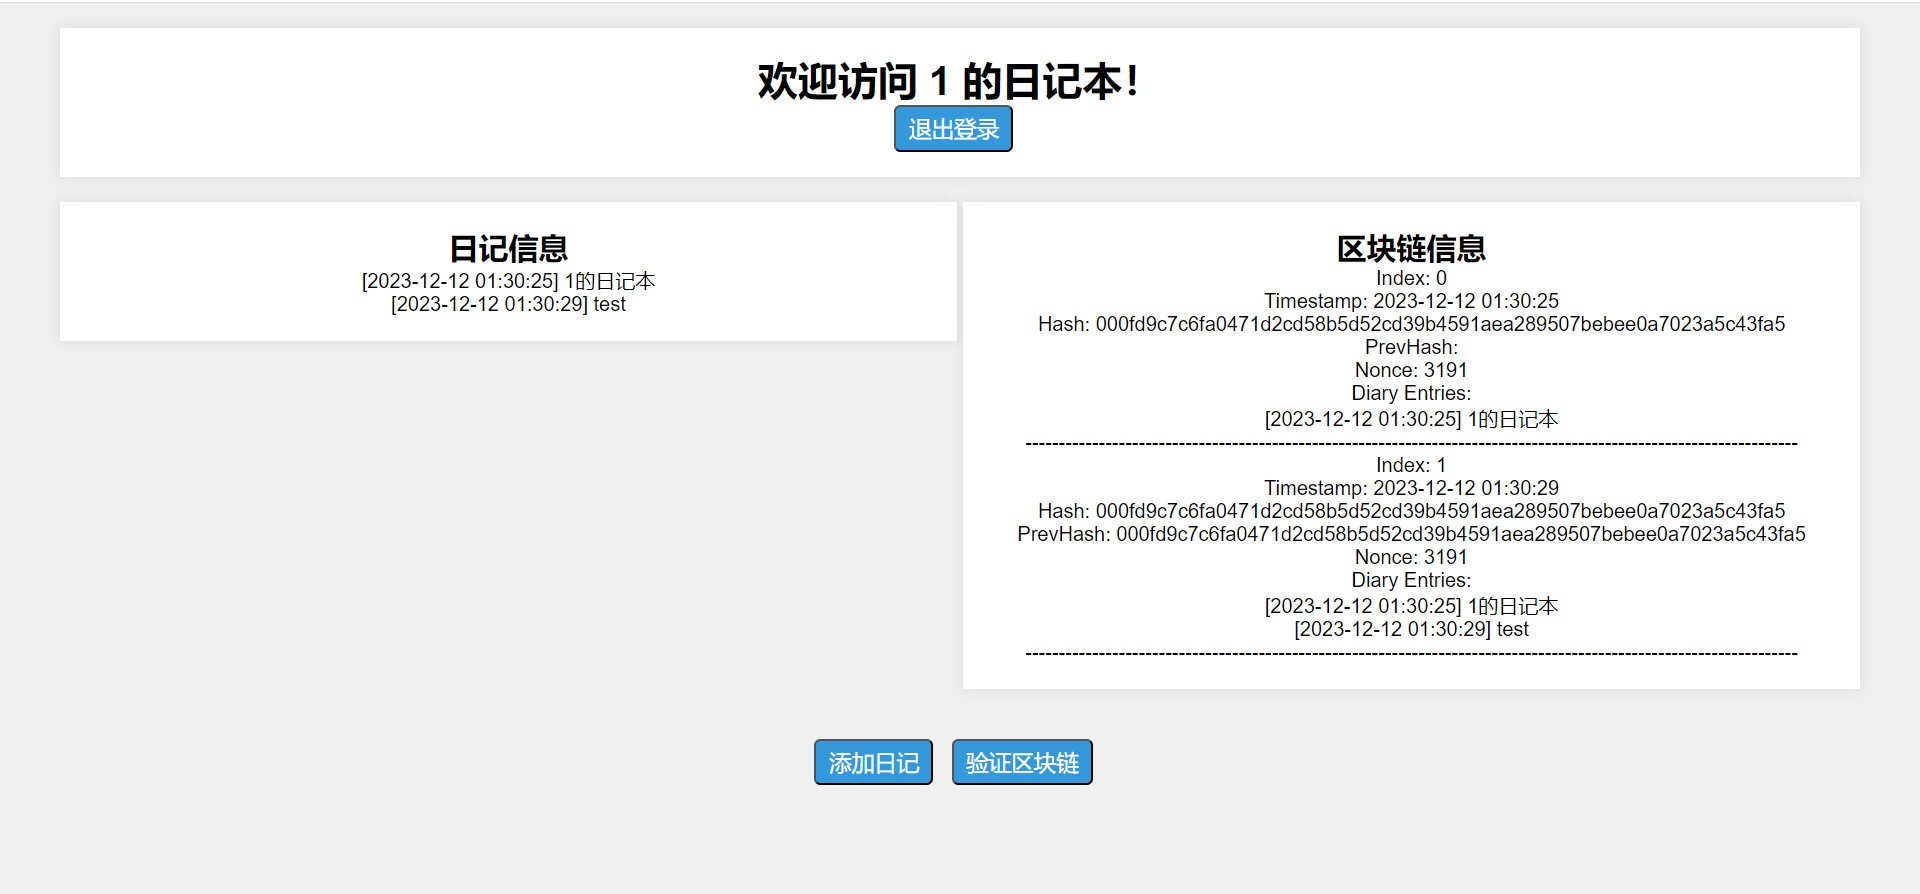 欢迎访问 1 的日记本！
退出登录
日记信息
[2023-12-12 01:30:25] 1的日记本
[2023-12-12 01:30:29] test
区块链信息
Index: 0
Timestamp: 2023-12-12 01:30:25
Hash: 000fd9c7c6fa0471d2cd58b5d52cd39b4591aea289507bebee0a7023a5c43fa5
PrevHash:
Nonce: 3191
Diary Entries:
[2023-12-12 01:30:25] 1的日记本
--------------------------------------------------------------------------------------------------------------------
Index: 1
Timestamp: 2023-12-12 01:30:29
Hash: 000fd9c7c6fa0471d2cd58b5d52cd39b4591aea289507bebee0a7023a5c43fa5
PrevHash: 000fd9c7c6fa0471d2cd58b5d52cd39b4591aea289507bebee0a7023a5c43fa5
Nonce: 3191
Diary Entries:
[2023-12-12 01:30:25] 1的日记本
[2023-12-12 01:30:29] test
--------------------------------------------------------------------------------------------------------------------
添加日记
验证区块链